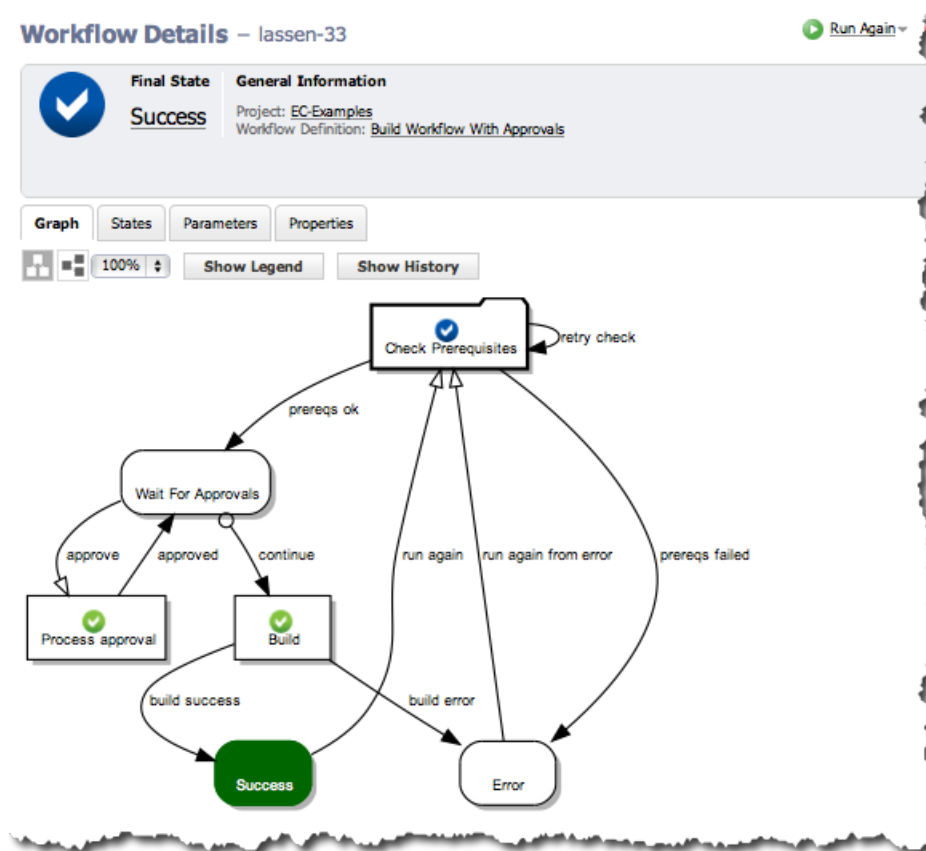 Workflow Details – lassen-33
Run Again
Final State
Success
General Information
Project: EC-Examples
Workflow Definition: Build Workflow With Approvals
Graph
States
Parameters
Properties
100%
Show Legend
Show History
Check Prerequisites
retry check
prereqs ok
Wait For Approvals
approve
approved
continue
run again
run again from error
prereqs failed
Process approval
Build
build success
build error
Success
Error